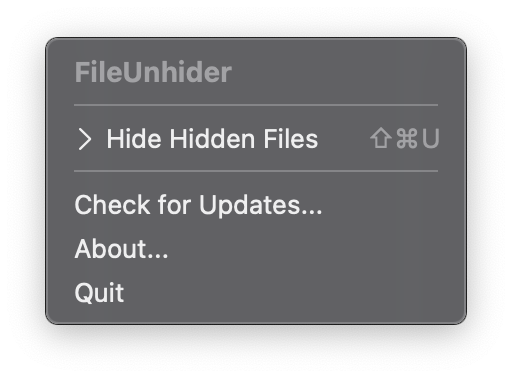 FileUnhider
Hide Hidden Files ⇧⌘U
Check for Updates...
About...
Quit